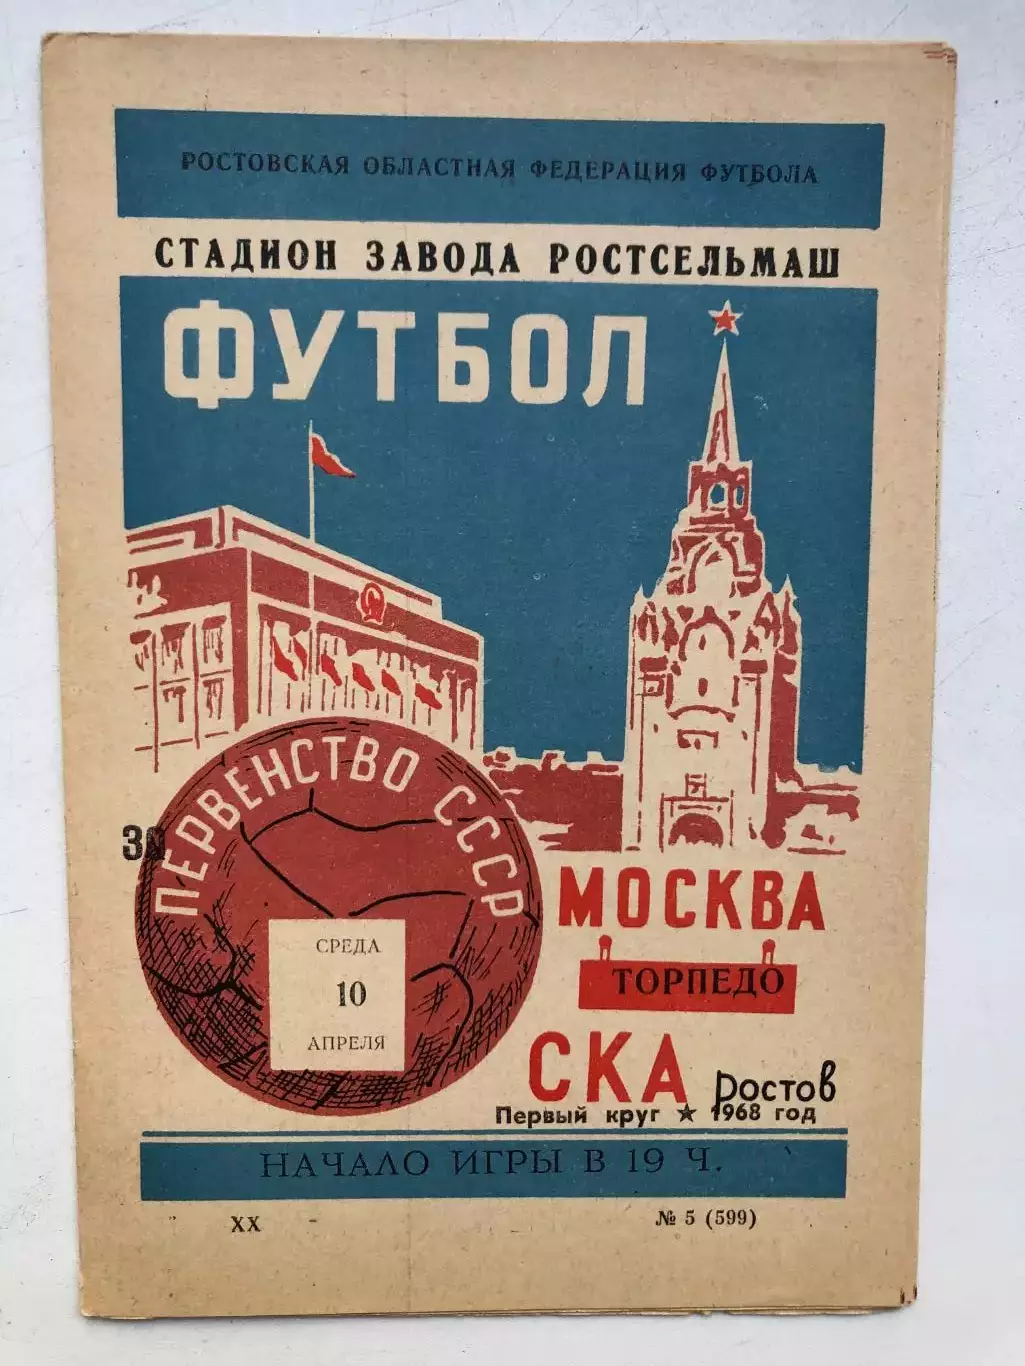 РОСТОВСКАЯ ОБЛАСТНАЯ ФЕДЕРАЦИЯ ФУТБОЛА
СТАДИОН ЗАВОДА РОСТСЕЛЬМАШ
ФУТБОЛ
ПЕРВЕНСТВО СССР
30
СРЕДА
10
АПРЕЛЯ
МОСКВА
ТОРПЕДО
СКА РОСТОВ
Первый круг ★ 1968 год
НАЧАЛО ИГРЫ В 19 Ч.
XX № 5 (599)